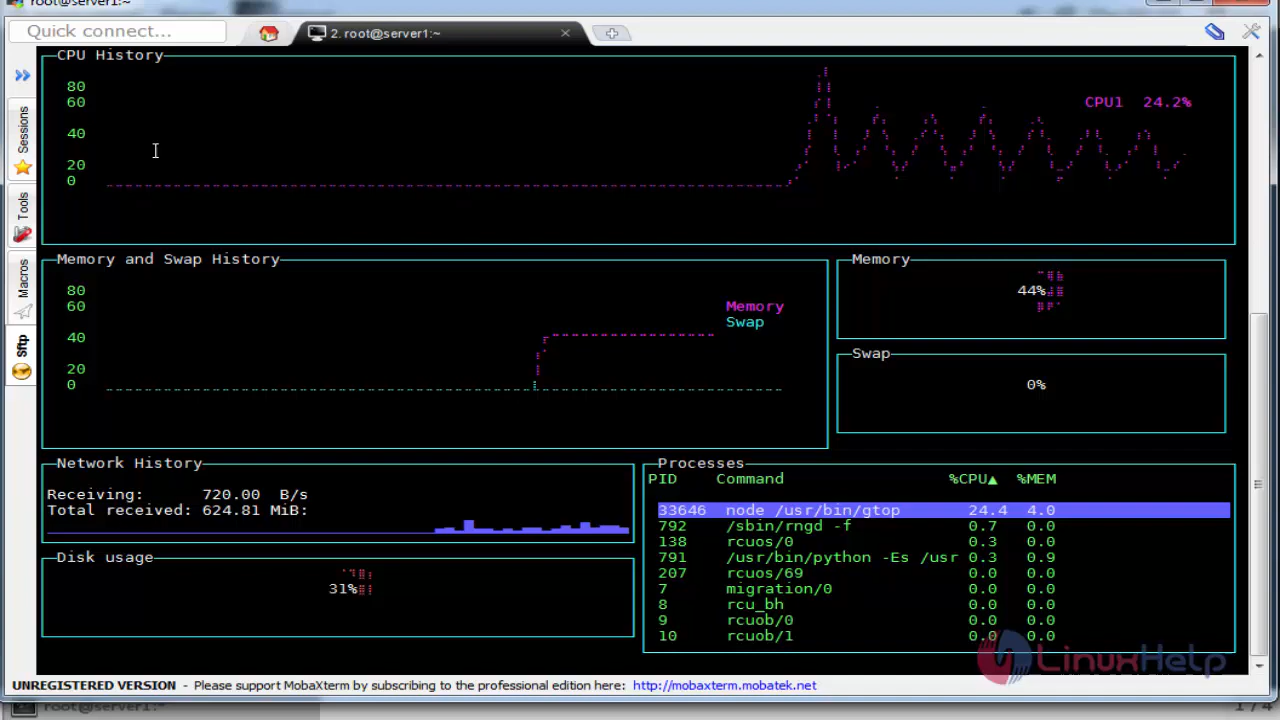 root@server1:~
Quick connect...
2. root@server1:~
Sessions
Tools
Macros
Sftp
CPU History
80
60
40
20
0
CPU1 24.2%
Memory and Swap History
80
60
40
20
0
Memory
Swap
Memory
44%
Swap
0%
Network History
Receiving: 720.00 B/s
Total received: 624.81 MiB:
Disk usage
31%
Processes
PID Command %CPU▲ %MEM
33646 node /usr/bin/gtop 24.4 4.0
792 /sbin/rngd -f 0.7 0.0
138 rcuos/0 0.3 0.0
791 /usr/bin/python -Es /usr 0.3 0.9
207 rcuos/69 0.0 0.0
7 migration/0 0.0 0.0
8 rcu_bh 0.0 0.0
9 rcuob/0 0.0 0.0
10 rcuob/1 0.0 0.0
LinuxHelp
UNREGISTERED VERSION - Please support MobaXterm by subscribing to the professional edition here: http://mobaxterm.mobatek.net
root@server1:~
1 / 4